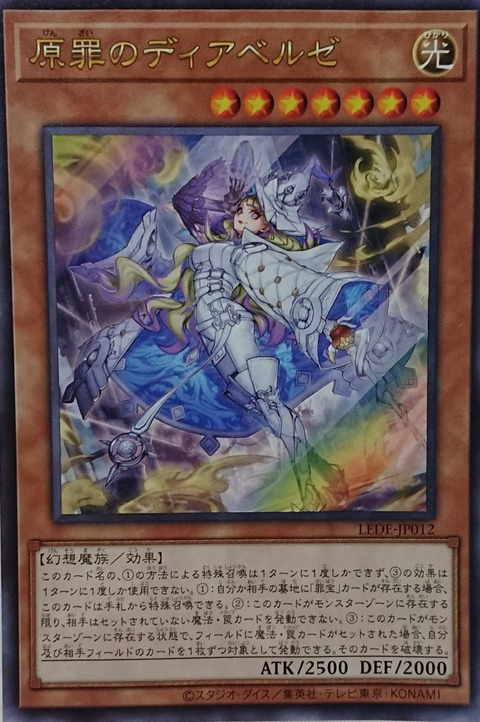 原罪のディアベルゼ
光
LEDE-JP012
【幻想魔族／効果】
このカード名の、①の方法による特殊召喚は1ターンに1度しかできず、③の効果は
1ターンに1度しか使用できない。①：自分か相手の墓地に「罪宝」カードが存在する場合、
このカードは手札から特殊召喚できる。②：このカードがモンスターゾーンに存在する
限り、相手はセットされていない魔法・罠カードを発動できない。③：このカードがモンスター
ゾーンに存在する状態で、フィールドに魔法・罠カードがセットされた場合、自分
及び相手フィールドのカードを1枚ずつ対象として発動できる。そのカードを破壊する。
ATK/2500 DEF/2000
©スタジオ・ダイス/集英社・テレビ東京・KONAMI